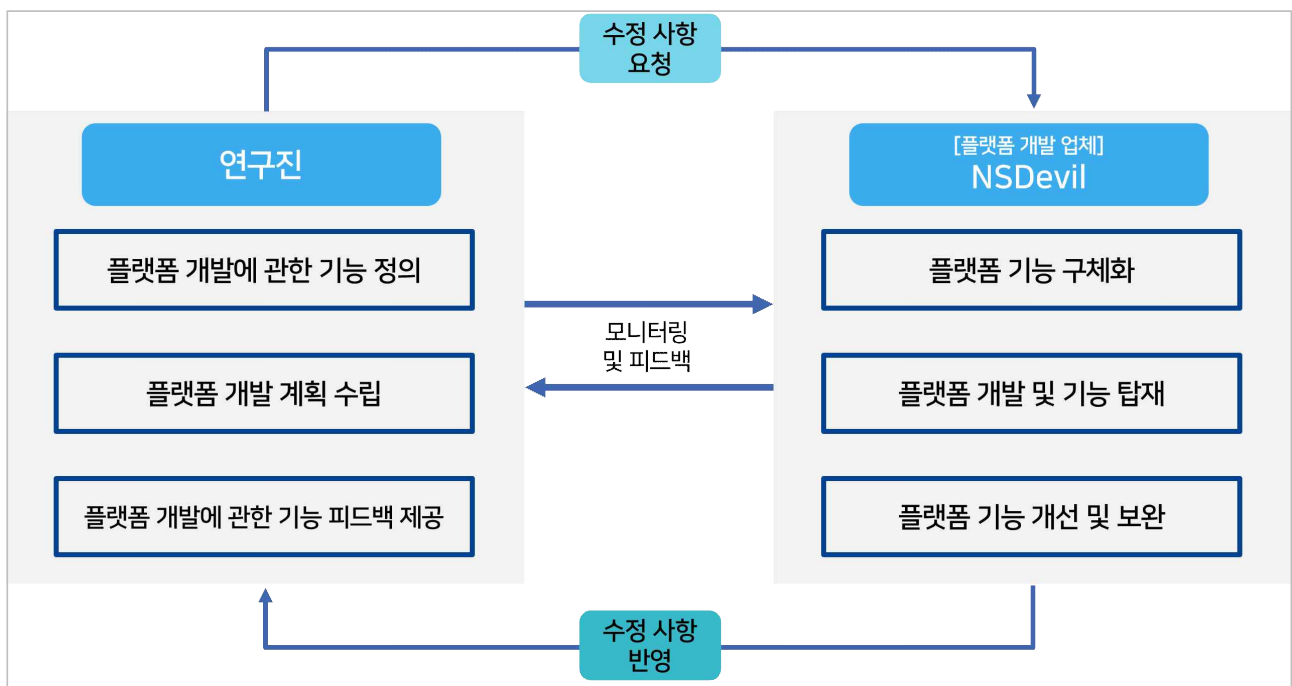 수정 사항
요청
연구진
플랫폼 개발에 관한 기능 정의
플랫폼 개발 계획 수립
플랫폼 개발에 관한 기능 피드백 제공
모니터링
및 피드백
[플랫폼 개발 업체]
NSDevil
플랫폼 기능 구체화
플랫폼 개발 및 기능 탑재
플랫폼 기능 개선 및 보완
수정 사항
반영